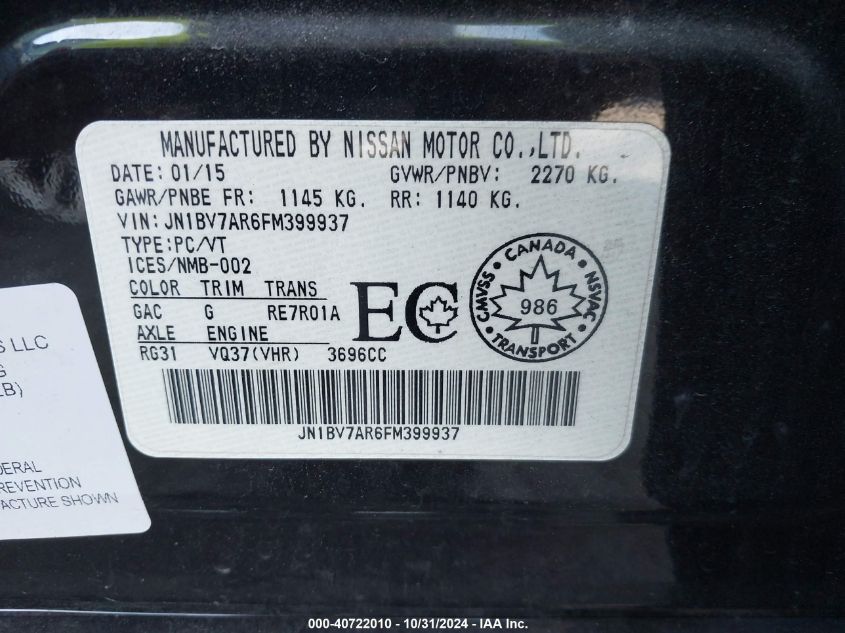 MANUFACTURED BY NISSAN MOTOR CO.,LTD.
DATE: 01/15 GVWR/PNBV: 2270 KG.
GAWR/PNBE FR: 1145 KG. RR: 1140 KG.
VIN: JN1BV7AR6FM399937
TYPE:PC/VT
ICES/NMB-002
COLOR TRIM TRANS
GAC G RE7R01A
AXLE ENGINE
RG31 VQ37(VHR) 3696CC
EC
CANADA
CMVSS
NSVAC
986
TRANSPORT
JN1BV7AR6FM399937
S LLC
G
LB)
DERAL
REVENTION
ACTURE SHOWN
000-40722010 - 10/31/2024 - IAA Inc.